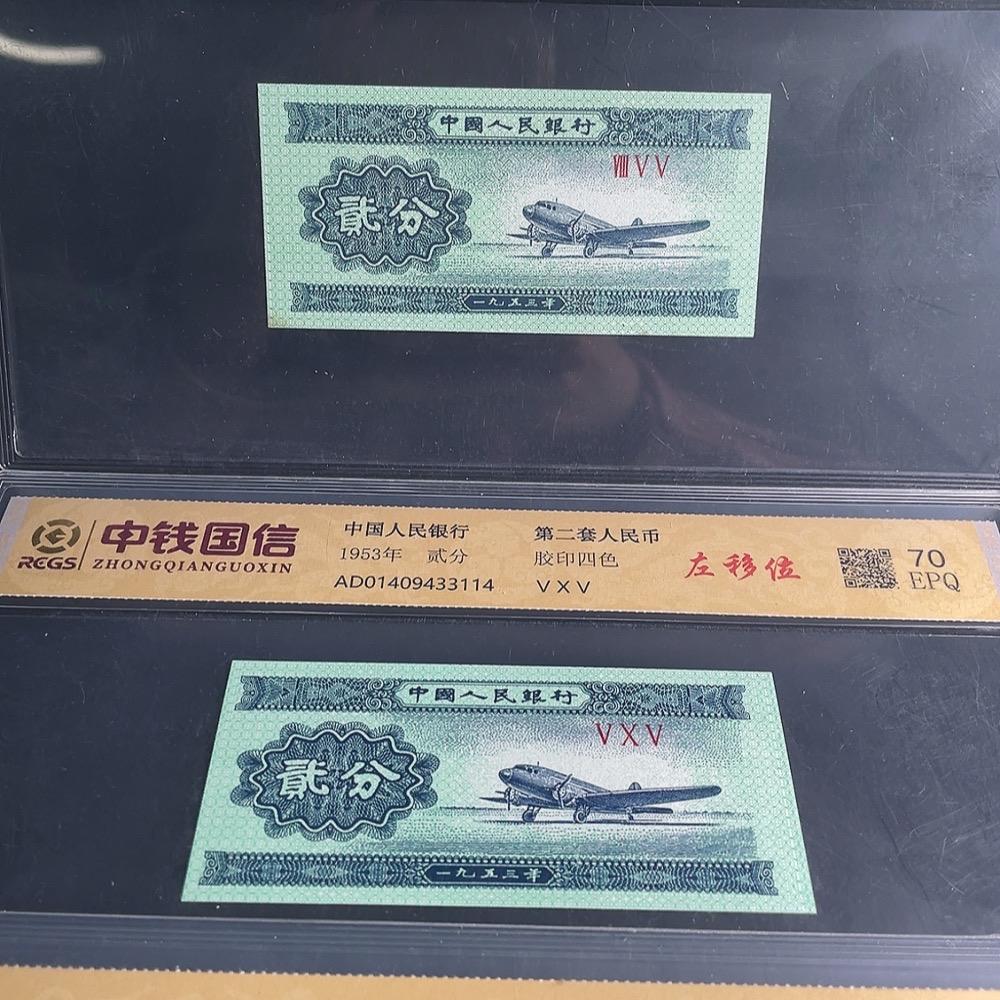 中國人民銀行
ⅧVV
貳分
一九五三年
RCGS
中钱国信
ZHONGQIANGUOXIN
中国人民银行
1953年 贰分
AD01409433114
第二套人民币
胶印四色
VXV
左移位
70
EPQ
中國人民銀行
VXV
貳分
一九五三年